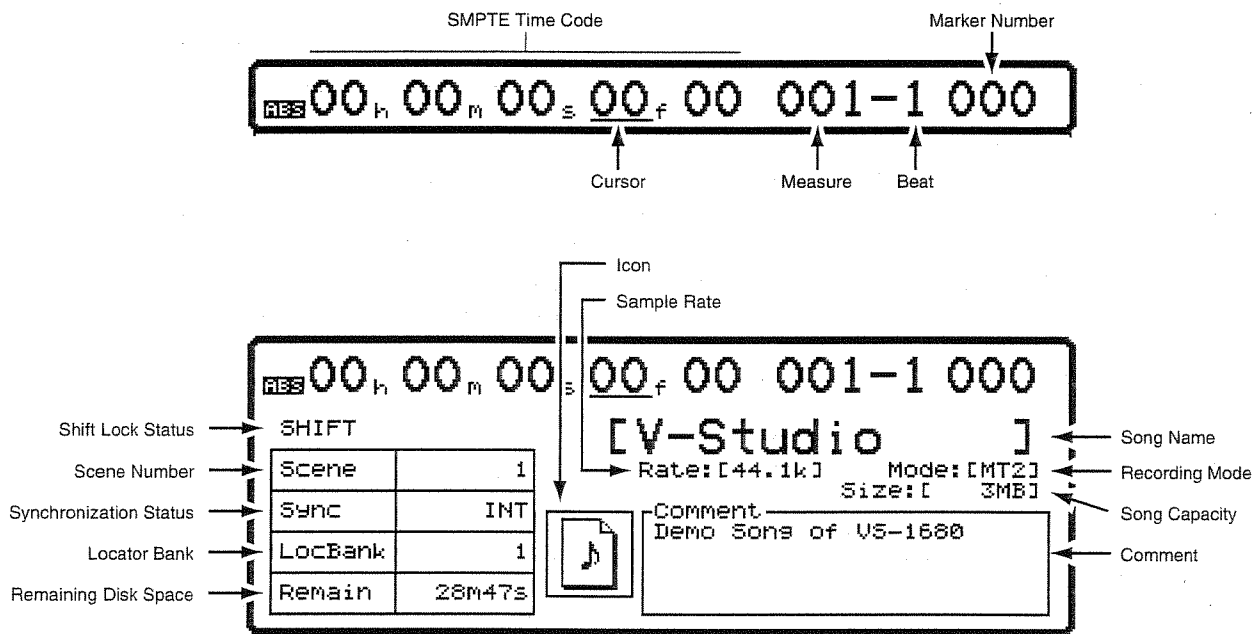 SMPTE Time Code
Marker Number
ABS 00h 00m 00s 00f 00 001-1 000
Cursor
Measure
Beat
Icon
Sample Rate
ABS 00h 00m 00s 00f 00 001-1 000
Shift Lock Status
SHIFT
[V-Studio ]
Song Name
Scene Number
Scene 1
Rate:[44.1k] Mode:[MT2]
Recording Mode
Size:[ 3MB]
Song Capacity
Synchronization Status
Sync INT
Comment
Demo Song of VS-1680
Comment
Locator Bank
LocBank 1
Remaining Disk Space
Remain 28m47s